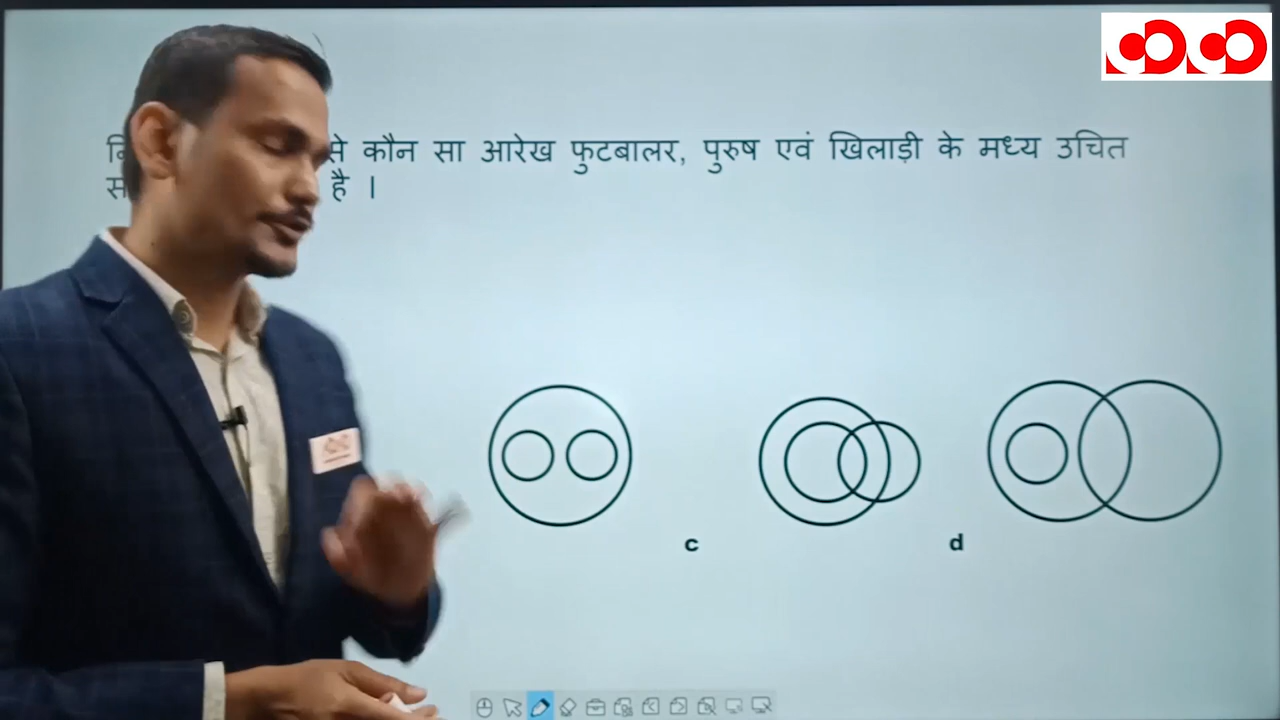 से कौन सा आरेख फुटबालर, पुरुष एवं खिलाड़ी के मध्य उचित
है ।
c d